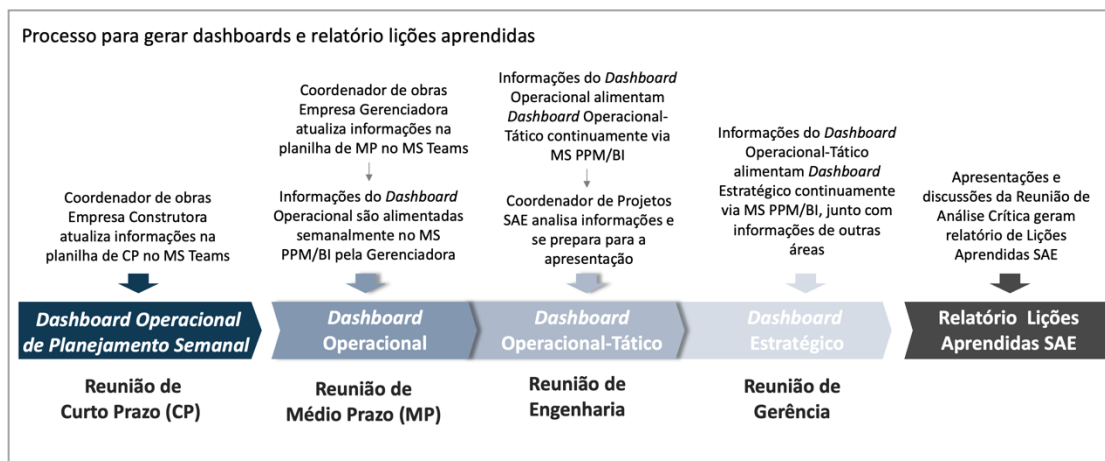 Processo para gerar dashboards e relatório lições aprendidas
Coordenador de obras
Empresa Construtora
atualiza informações na
planilha de CP no MS Teams
Dashboard Operacional
de Planejamento Semanal
Reunião de
Curto Prazo (CP)
Coordenador de obras
Empresa Gerenciadora
atualiza informações na
planilha de MP no MS Teams
Informações do Dashboard
Operacional são alimentadas
semanalmente no MS
PPM/BI pela Gerenciadora
Dashboard
Operacional
Reunião de
Médio Prazo (MP)
Informações do Dashboard
Operacional alimentam
Dashboard Operacional-
Tático continuamente via
MS PPM/BI
Coordenador de Projetos
SAE analisa informações e
se prepara para a
apresentação
Dashboard
Operacional-Tático
Reunião de
Engenharia
Informações do Dashboard
Operacional-Tático
alimentam Dashboard
Estratégico continuamente
via MS PPM/BI, junto com
informações de outras
áreas
Dashboard
Estratégico
Reunião de
Gerência
Apresentações e
discussões da Reunião de
Análise Crítica geram
relatório de Lições
Aprendidas SAE
Relatório Lições
Aprendidas SAE